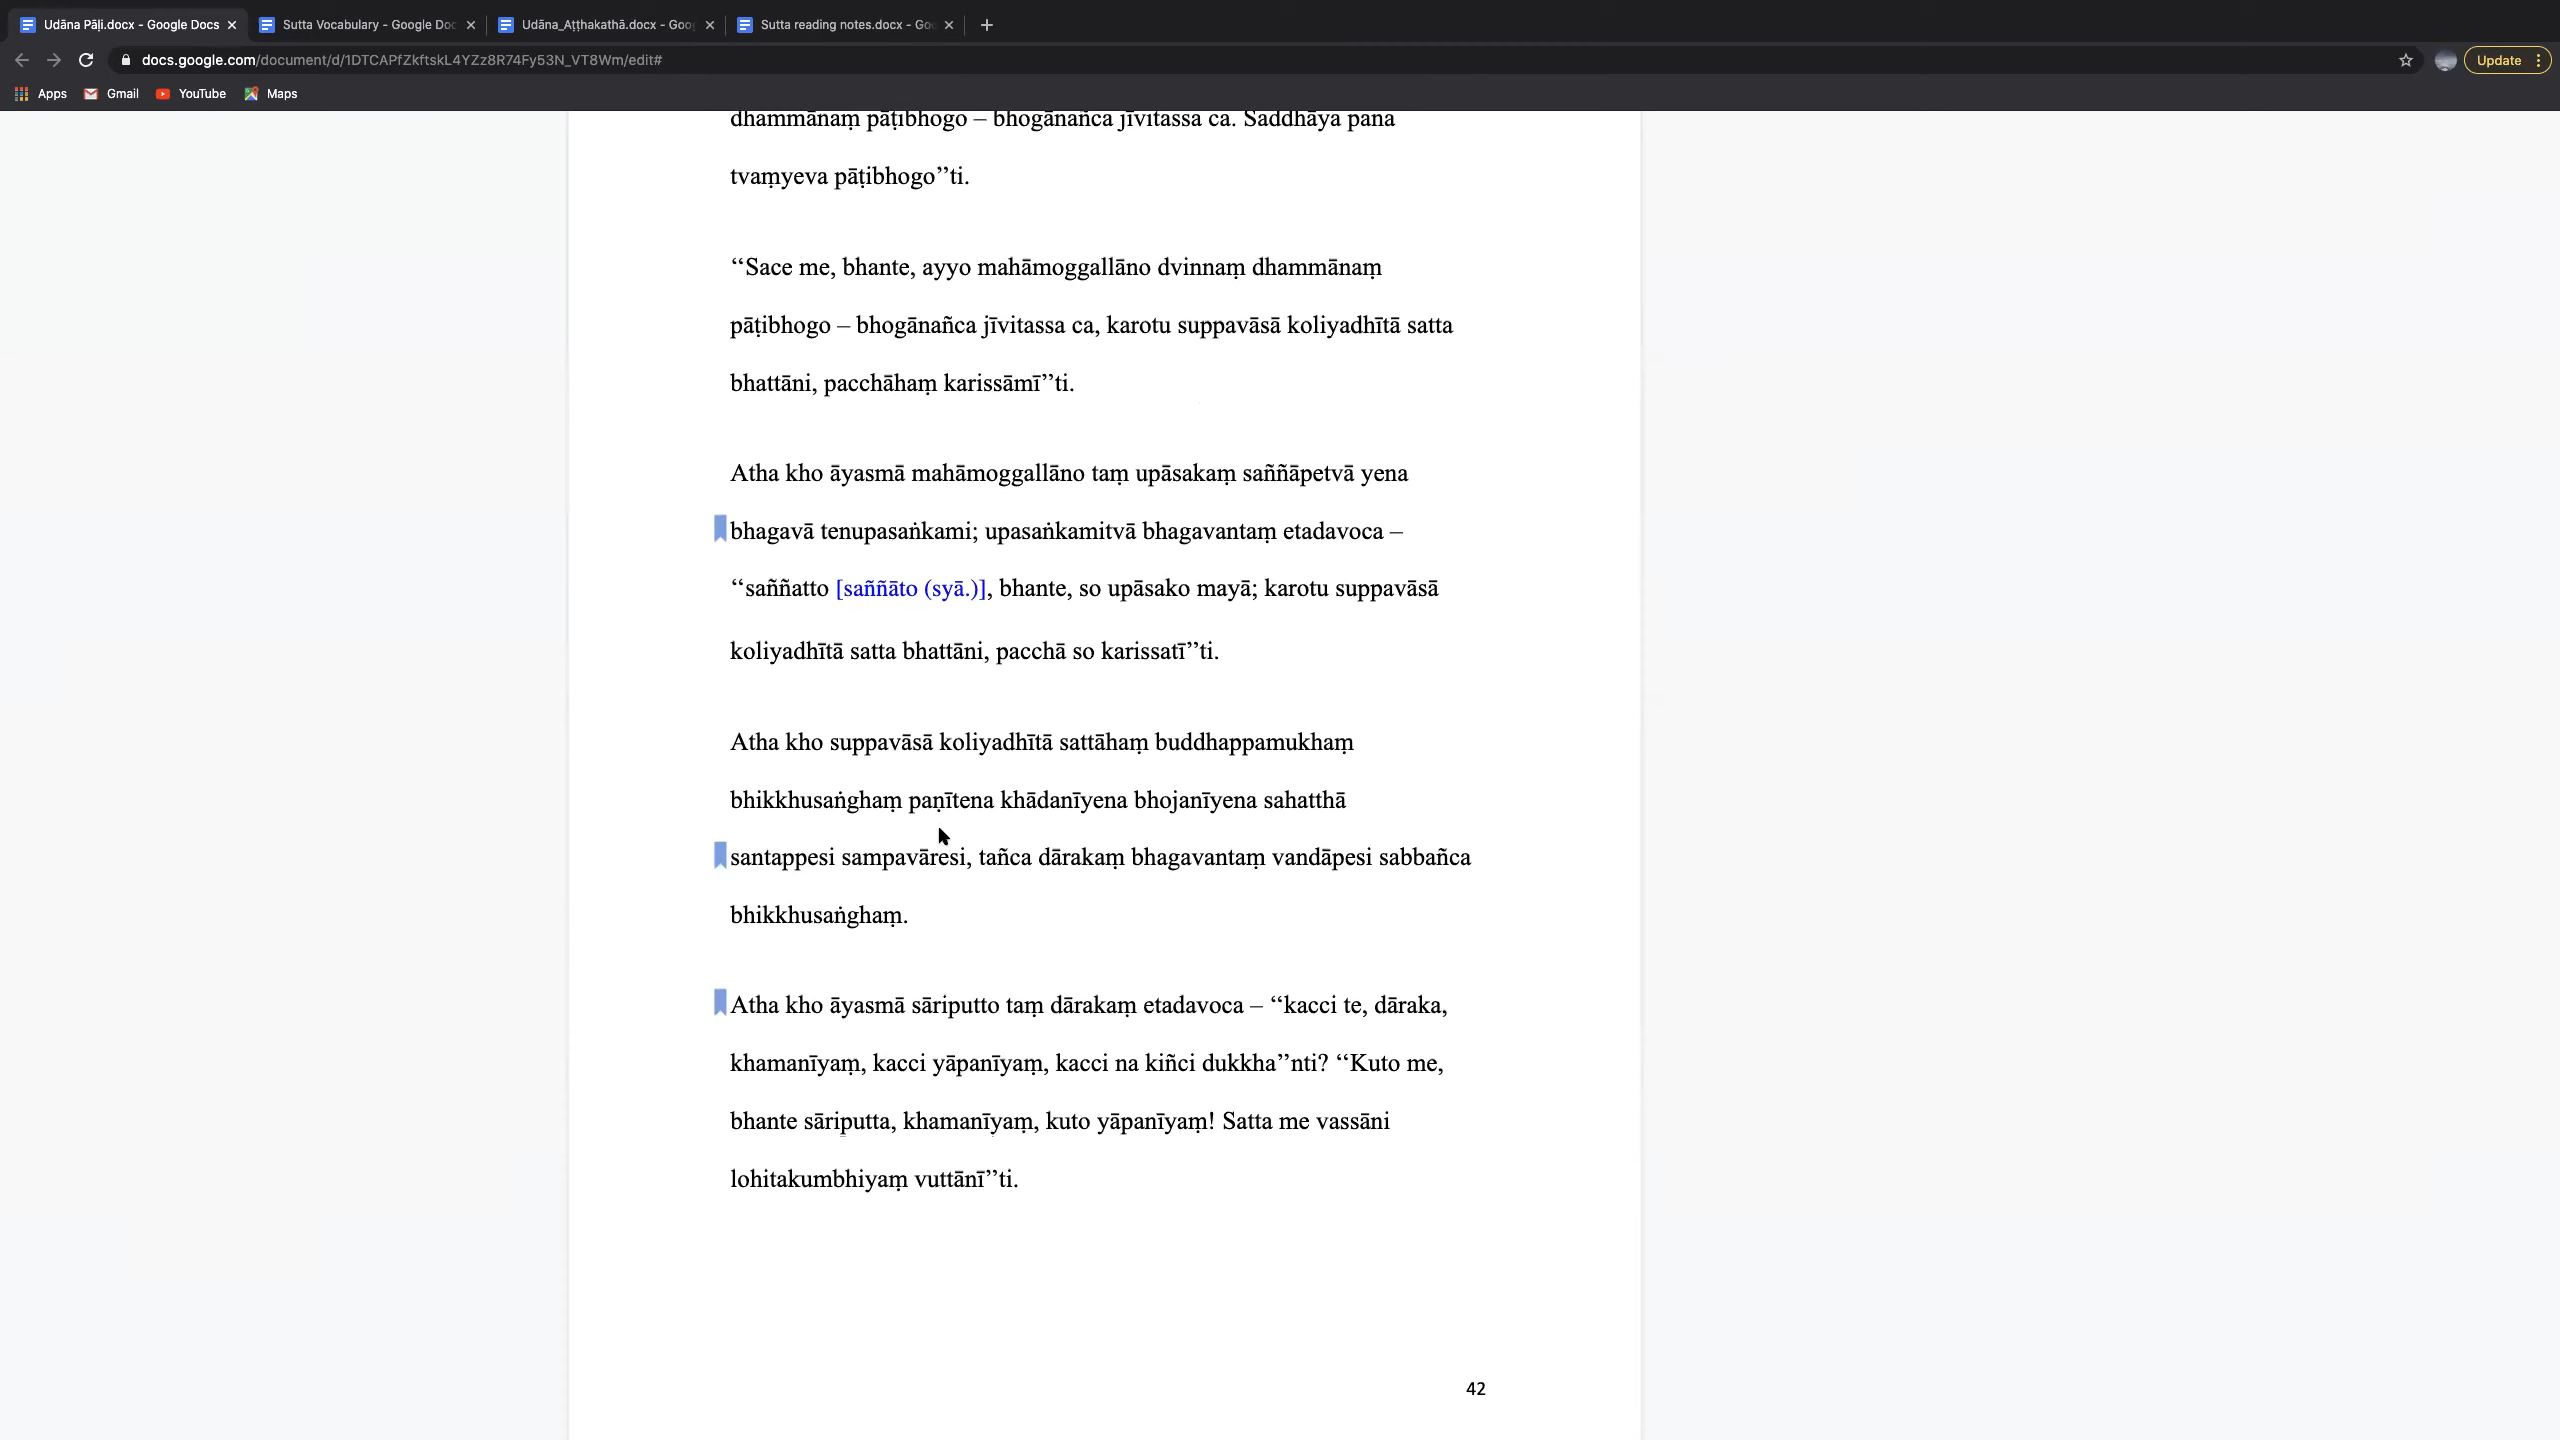 Udāna Pāḷi.docx - Google Docs
Sutta Vocabulary - Google Doc
Udāna_Aṭṭhakathā.docx - Goo
Sutta reading notes.docx - Go
docs.google.com/document/d/1DTCAPfZkftskL4YZz8R74Fy53N_VT8Wm/edit#
Update
Apps Gmail YouTube Maps
dhammānaṃ pāṭibhogo – bhogānañca jīvitassa ca. Saddhāya pana
tvaṃyeva pāṭibhogo’’ti.
‘‘Sace me, bhante, ayyo mahāmoggallāno dvinnaṃ dhammānaṃ
pāṭibhogo – bhogānañca jīvitassa ca, karotu suppavāsā koliyadhītā satta
bhattāni, pacchāhaṃ karissāmī’’ti.
Atha kho āyasmā mahāmoggallāno taṃ upāsakaṃ saññāpetvā yena
bhagavā tenupasaṅkami; upasaṅkamitvā bhagavantaṃ etadavoca –
‘‘saññatto [saññāto (syā.)], bhante, so upāsako mayā; karotu suppavāsā
koliyadhītā satta bhattāni, pacchā so karissatī’’ti.
Atha kho suppavāsā koliyadhītā sattāhaṃ buddhappamukhaṃ
bhikkhusaṅghaṃ paṇītena khādanīyena bhojanīyena sahatthā
santappesi sampavāresi, tañca dārakaṃ bhagavantaṃ vandāpesi sabbañca
bhikkhusaṅghaṃ.
Atha kho āyasmā sāriputto taṃ dārakaṃ etadavoca – ‘‘kacci te, dāraka,
khamanīyaṃ, kacci yāpanīyaṃ, kacci na kiñci dukkha’’nti? ‘‘Kuto me,
bhante sāriputta, khamanīyaṃ, kuto yāpanīyaṃ! Satta me vassāni
lohitakumbhiyaṃ vuttānī’’ti.
42